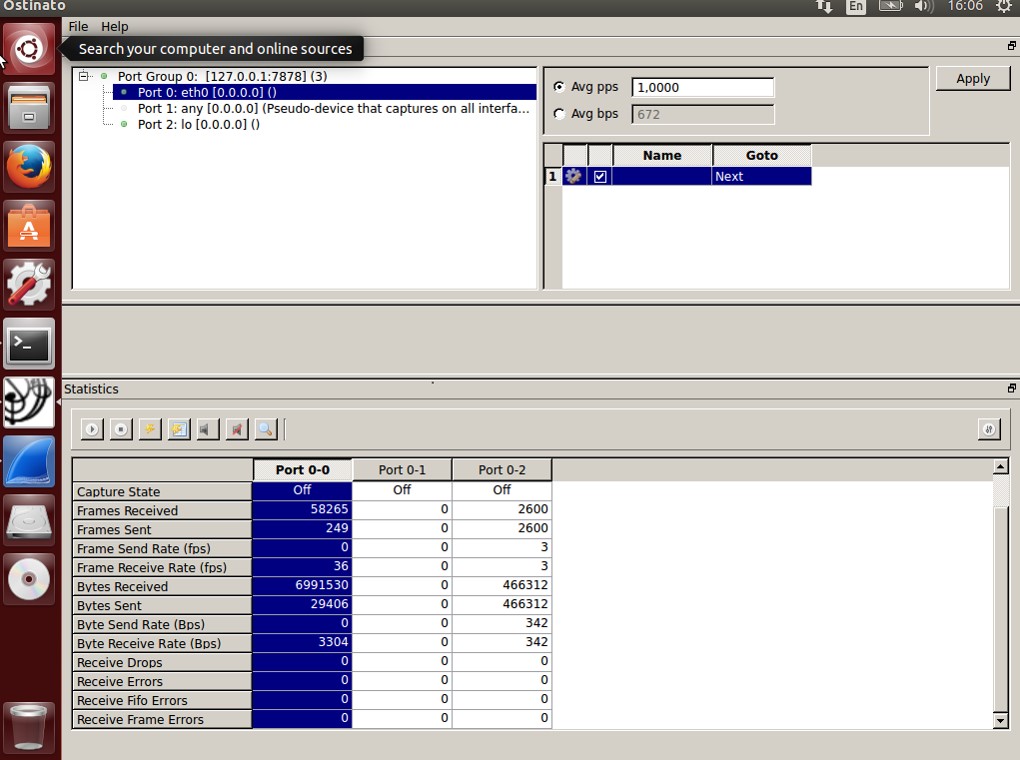 Ostinato
En
16:06
File Help
Search your computer and online sources
Port Group 0: [127.0.0.1:7878] (3)
Port 0: eth0 [0.0.0.0] ()
Port 1: any [0.0.0.0] (Pseudo-device that captures on all interfa...
Port 2: lo [0.0.0.0] ()
Avg pps 1,0000
Avg bps 672
Apply
Name Goto
1 Next
Statistics
Port 0-0 Port 0-1 Port 0-2
Capture State Off Off Off
Frames Received 58265 0 2600
Frames Sent 249 0 2600
Frame Send Rate (fps) 0 0 3
Frame Receive Rate (fps) 36 0 3
Bytes Received 6991530 0 466312
Bytes Sent 29406 0 466312
Byte Send Rate (Bps) 0 0 342
Byte Receive Rate (Bps) 3304 0 342
Receive Drops 0 0 0
Receive Errors 0 0 0
Receive Fifo Errors 0 0 0
Receive Frame Errors 0 0 0